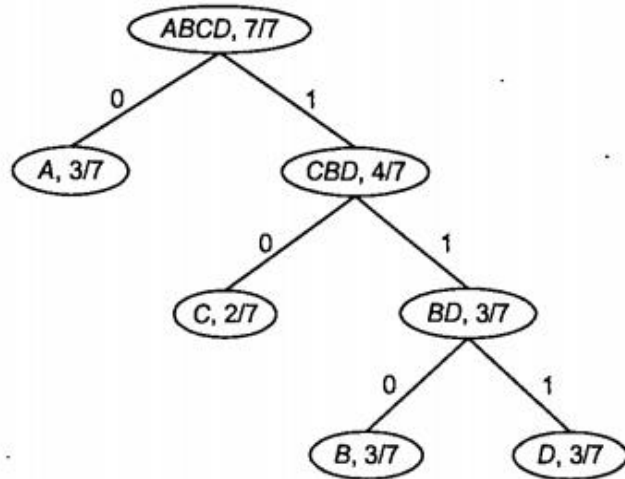 ABCD, 7/7
0 1
A, 3/7 CBD, 4/7
0 1
C, 2/7 BD, 3/7
0 1
B, 3/7 D, 3/7